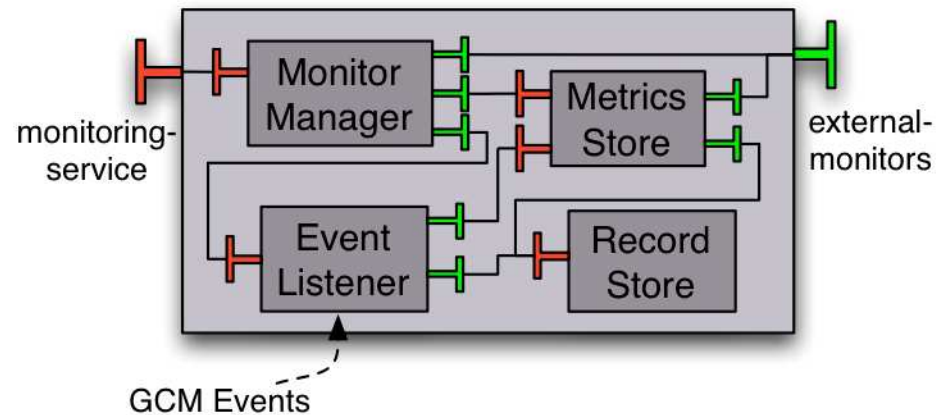 Monitor
Manager
Metrics
Store
monitoring-
service
external-
monitors
Event
Listener
Record
Store
GCM Events